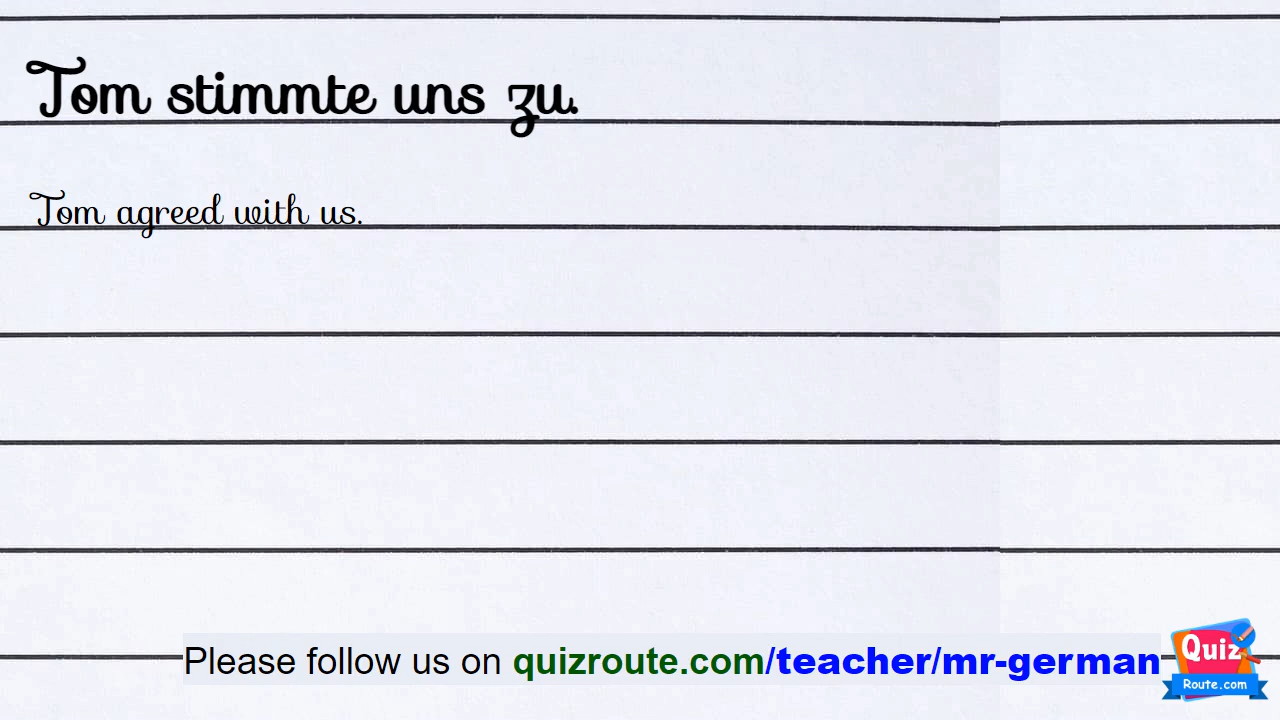 Tom stimmte uns zu.
Tom agreed with us.
Please follow us on quizroute.com/teacher/mr-german
Quiz
Route.com